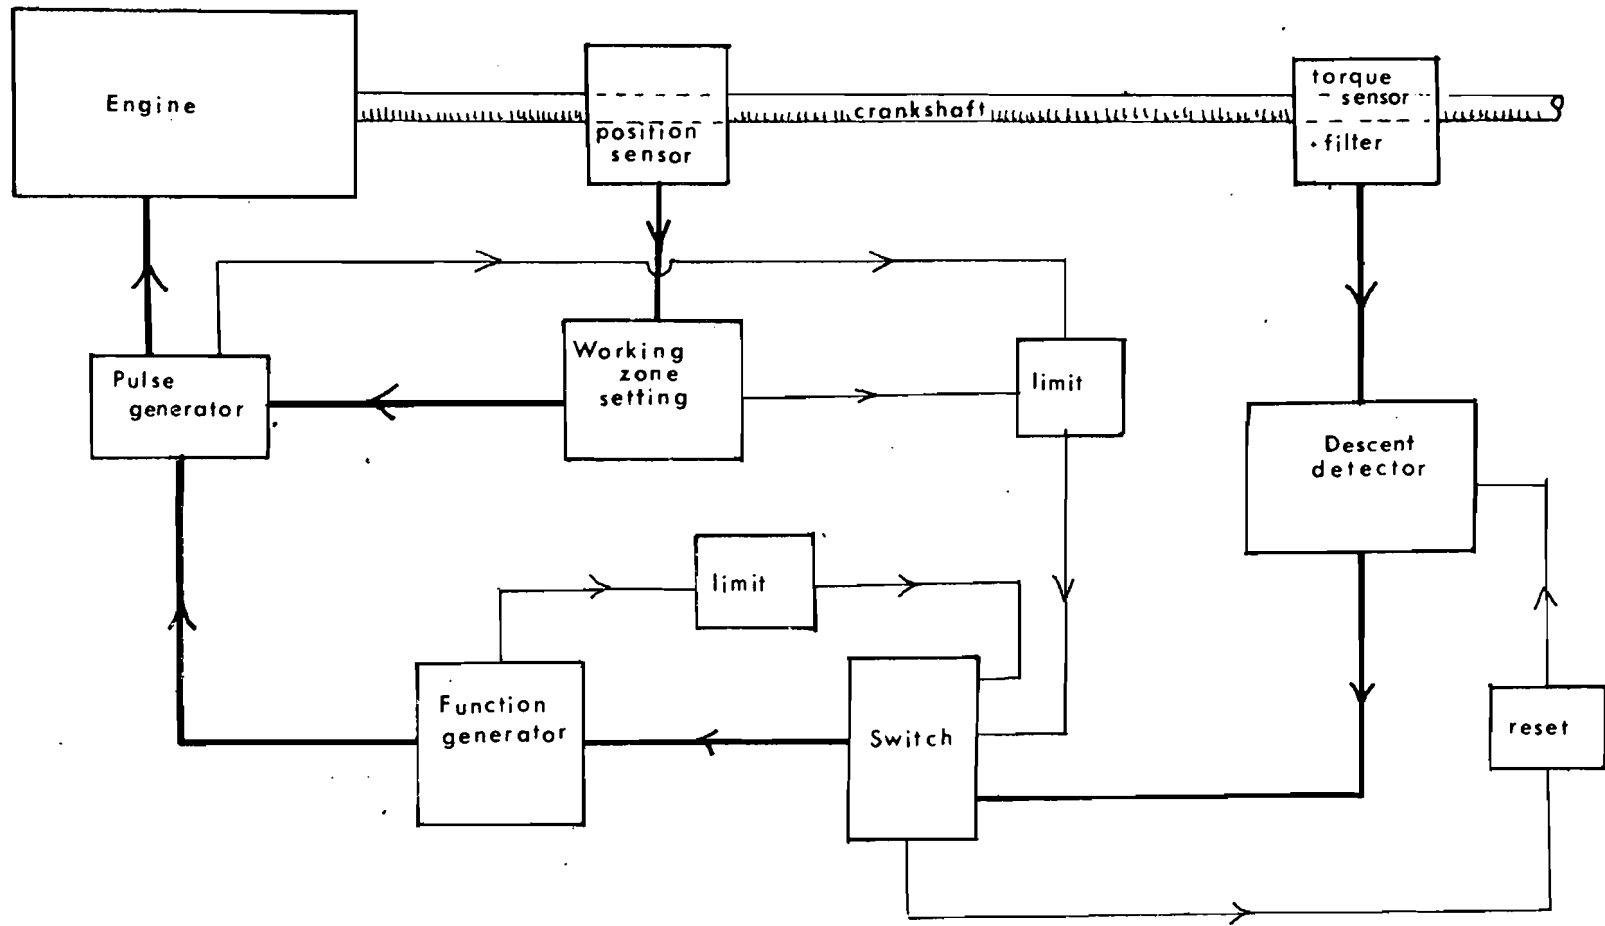 Engine
position
sensor
crankshaft
torque
sensor
+ filter
Pulse
generator
Working
zone
setting
limit
Descent
detector
limit
Function
generator
Switch
reset